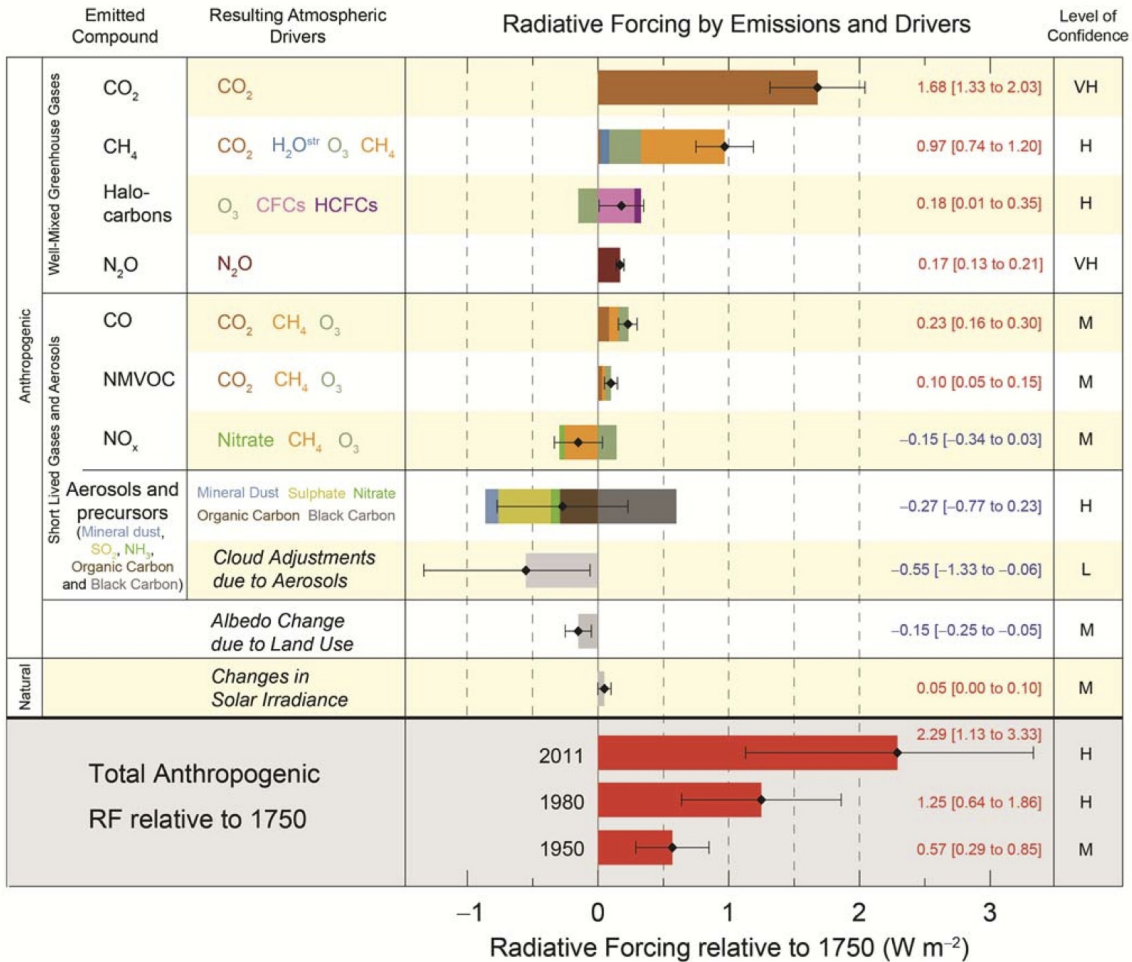 Emitted
Compound
Resulting Atmospheric
Drivers
Radiative Forcing by Emissions and Drivers
Level of
Confidence
Anthropogenic
Well-Mixed Greenhouse Gases
CO₂
CO₂
1.68 [1.33 to 2.03]
VH
CH₄
CO₂ H₂Oˢᵗʳ O₃ CH₄
0.97 [0.74 to 1.20]
H
Halo-
carbons
O₃ CFCs HCFCs
0.18 [0.01 to 0.35]
H
N₂O
N₂O
0.17 [0.13 to 0.21]
VH
Short Lived Gases and Aerosols
CO
CO₂ CH₄ O₃
0.23 [0.16 to 0.30]
M
NMVOC
CO₂ CH₄ O₃
0.10 [0.05 to 0.15]
M
NOₓ
Nitrate CH₄ O₃
−0.15 [−0.34 to 0.03]
M
Aerosols and
precursors
(Mineral dust,
SO₂, NH₃,
Organic Carbon
and Black Carbon)
Mineral Dust Sulphate Nitrate
Organic Carbon Black Carbon
−0.27 [−0.77 to 0.23]
H
Cloud Adjustments
due to Aerosols
−0.55 [−1.33 to −0.06]
L
Albedo Change
due to Land Use
−0.15 [−0.25 to −0.05]
M
Natural
Changes in
Solar Irradiance
0.05 [0.00 to 0.10]
M
Total Anthropogenic
RF relative to 1750
2011
2.29 [1.13 to 3.33]
H
1980
1.25 [0.64 to 1.86]
H
1950
0.57 [0.29 to 0.85]
M
−1 0 1 2 3
Radiative Forcing relative to 1750 (W m⁻²)